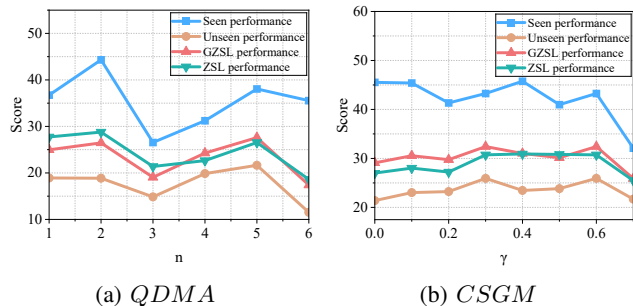 Seen performance
Unseen performance
GZSL performance
ZSL performance
50
40
30
20
10
Score
1 2 3 4 5 6
n
(a) QDMA
Seen performance
Unseen performance
GZSL performance
ZSL performance
60
50
40
30
20
Score
0.0 0.2 0.4 0.6
γ
(b) CSGM